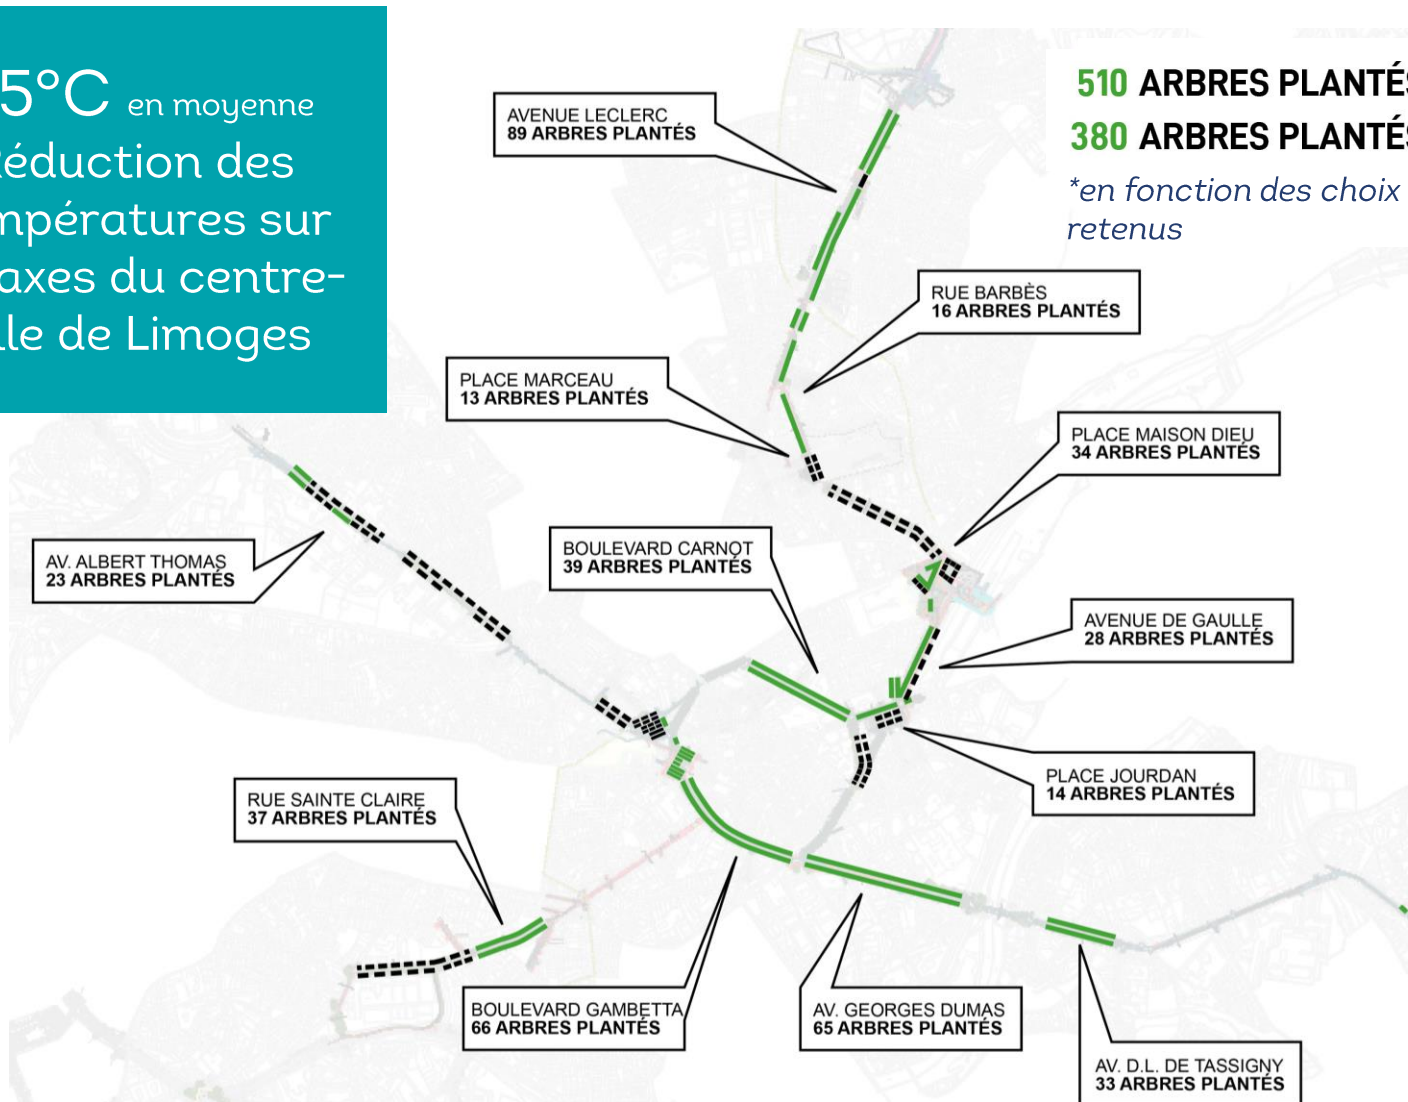 5°C en moyenne
éduction des
mpératures sur
axes du centre-
lle de Limoges
510 ARBRES PLANTÉS
380 ARBRES PLANTÉS
*en fonction des choix
retenus
AVENUE LECLERC
89 ARBRES PLANTÉS
RUE BARBÈS
16 ARBRES PLANTÉS
PLACE MARCEAU
13 ARBRES PLANTÉS
PLACE MAISON DIEU
34 ARBRES PLANTÉS
AV. ALBERT THOMAS
23 ARBRES PLANTÉS
BOULEVARD CARNOT
39 ARBRES PLANTÉS
AVENUE DE GAULLE
28 ARBRES PLANTÉS
PLACE JOURDAN
14 ARBRES PLANTÉS
RUE SAINTE CLAIRE
37 ARBRES PLANTÉS
BOULEVARD GAMBETTA
66 ARBRES PLANTÉS
AV. GEORGES DUMAS
65 ARBRES PLANTÉS
AV. D.L. DE TASSIGNY
33 ARBRES PLANTÉS